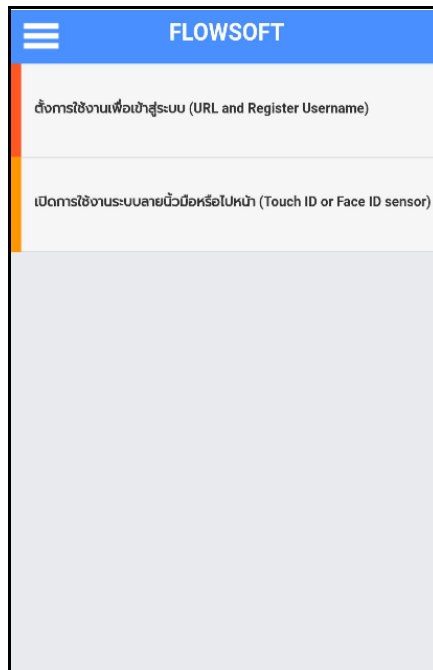 FLOWSOFT
ตั้งการใช้งานเพื่อเข้าสู่ระบบ (URL and Register Username)
เปิดการใช้งานระบบลายนิ้วมือหรือใบหน้า (Touch ID or Face ID sensor)